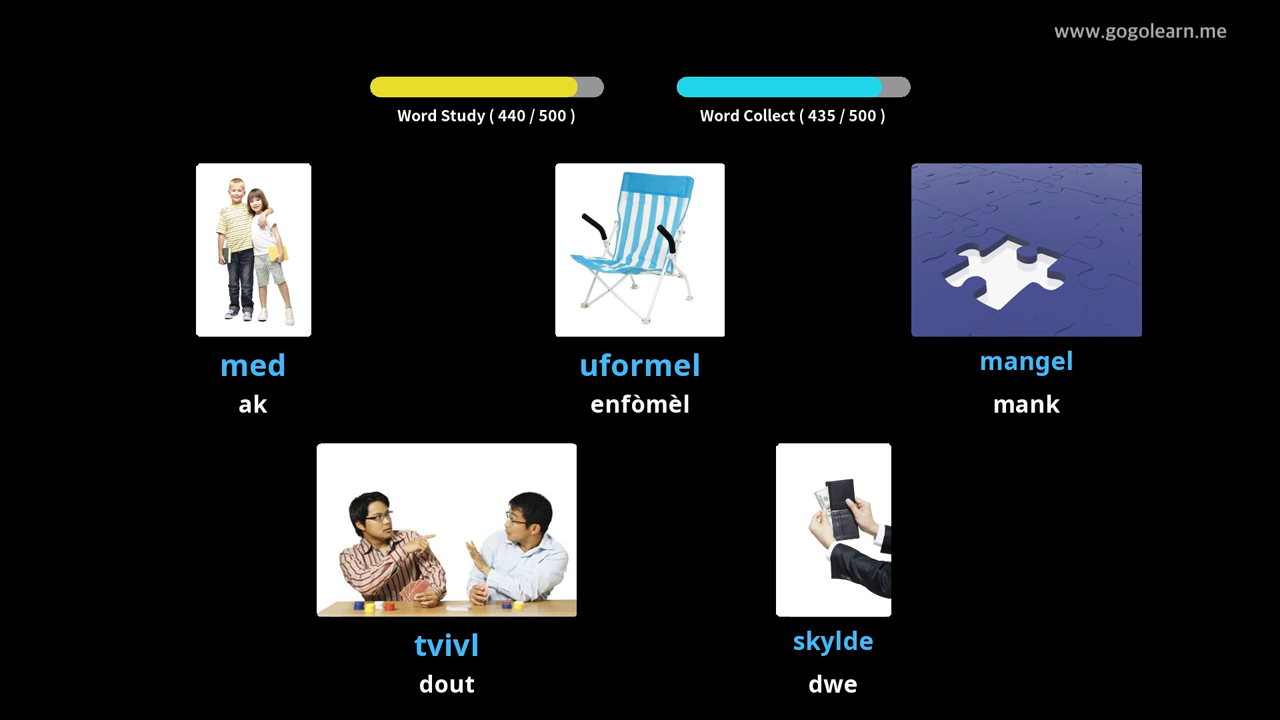 www.gogolearn.me
Word Study ( 440 / 500 )
Word Collect ( 435 / 500 )
med
ak
uformel
enfòmèl
mangel
mank
tvivl
dout
skylde
dwe